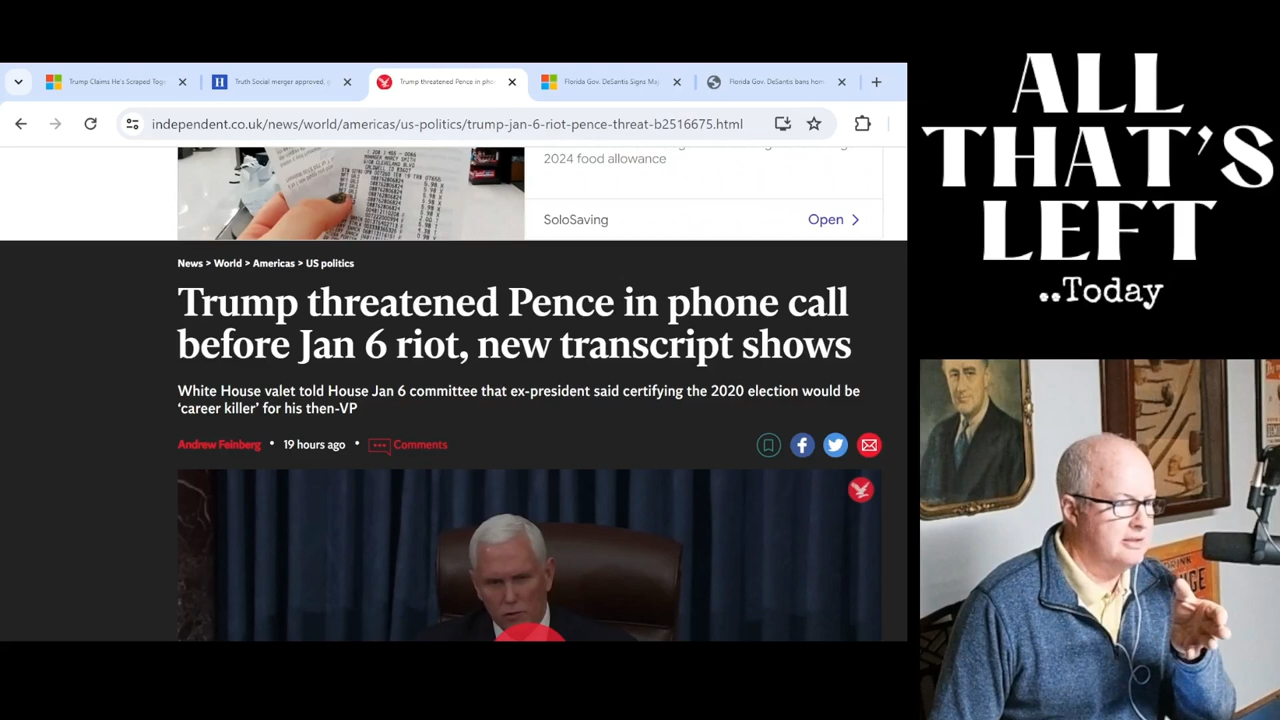 Trump Claims He's Scraped Tog
Truth Social merger approved, g
Trump threatened Pence in pho
Florida Gov. DeSantis Signs Maj
Florida Gov. DeSantis bans hom
independent.co.uk/news/world/americas/us-politics/trump-jan-6-riot-pence-threat-b2516675.html
2024 food allowance
SoloSaving
Open
News > World > Americas > US politics
Trump threatened Pence in phone call
before Jan 6 riot, new transcript shows
White House valet told House Jan 6 committee that ex-president said certifying the 2020 election would be
‘career killer’ for his then-VP
Andrew Feinberg • 19 hours ago • Comments
ALL
THAT'S
LEFT
..Today